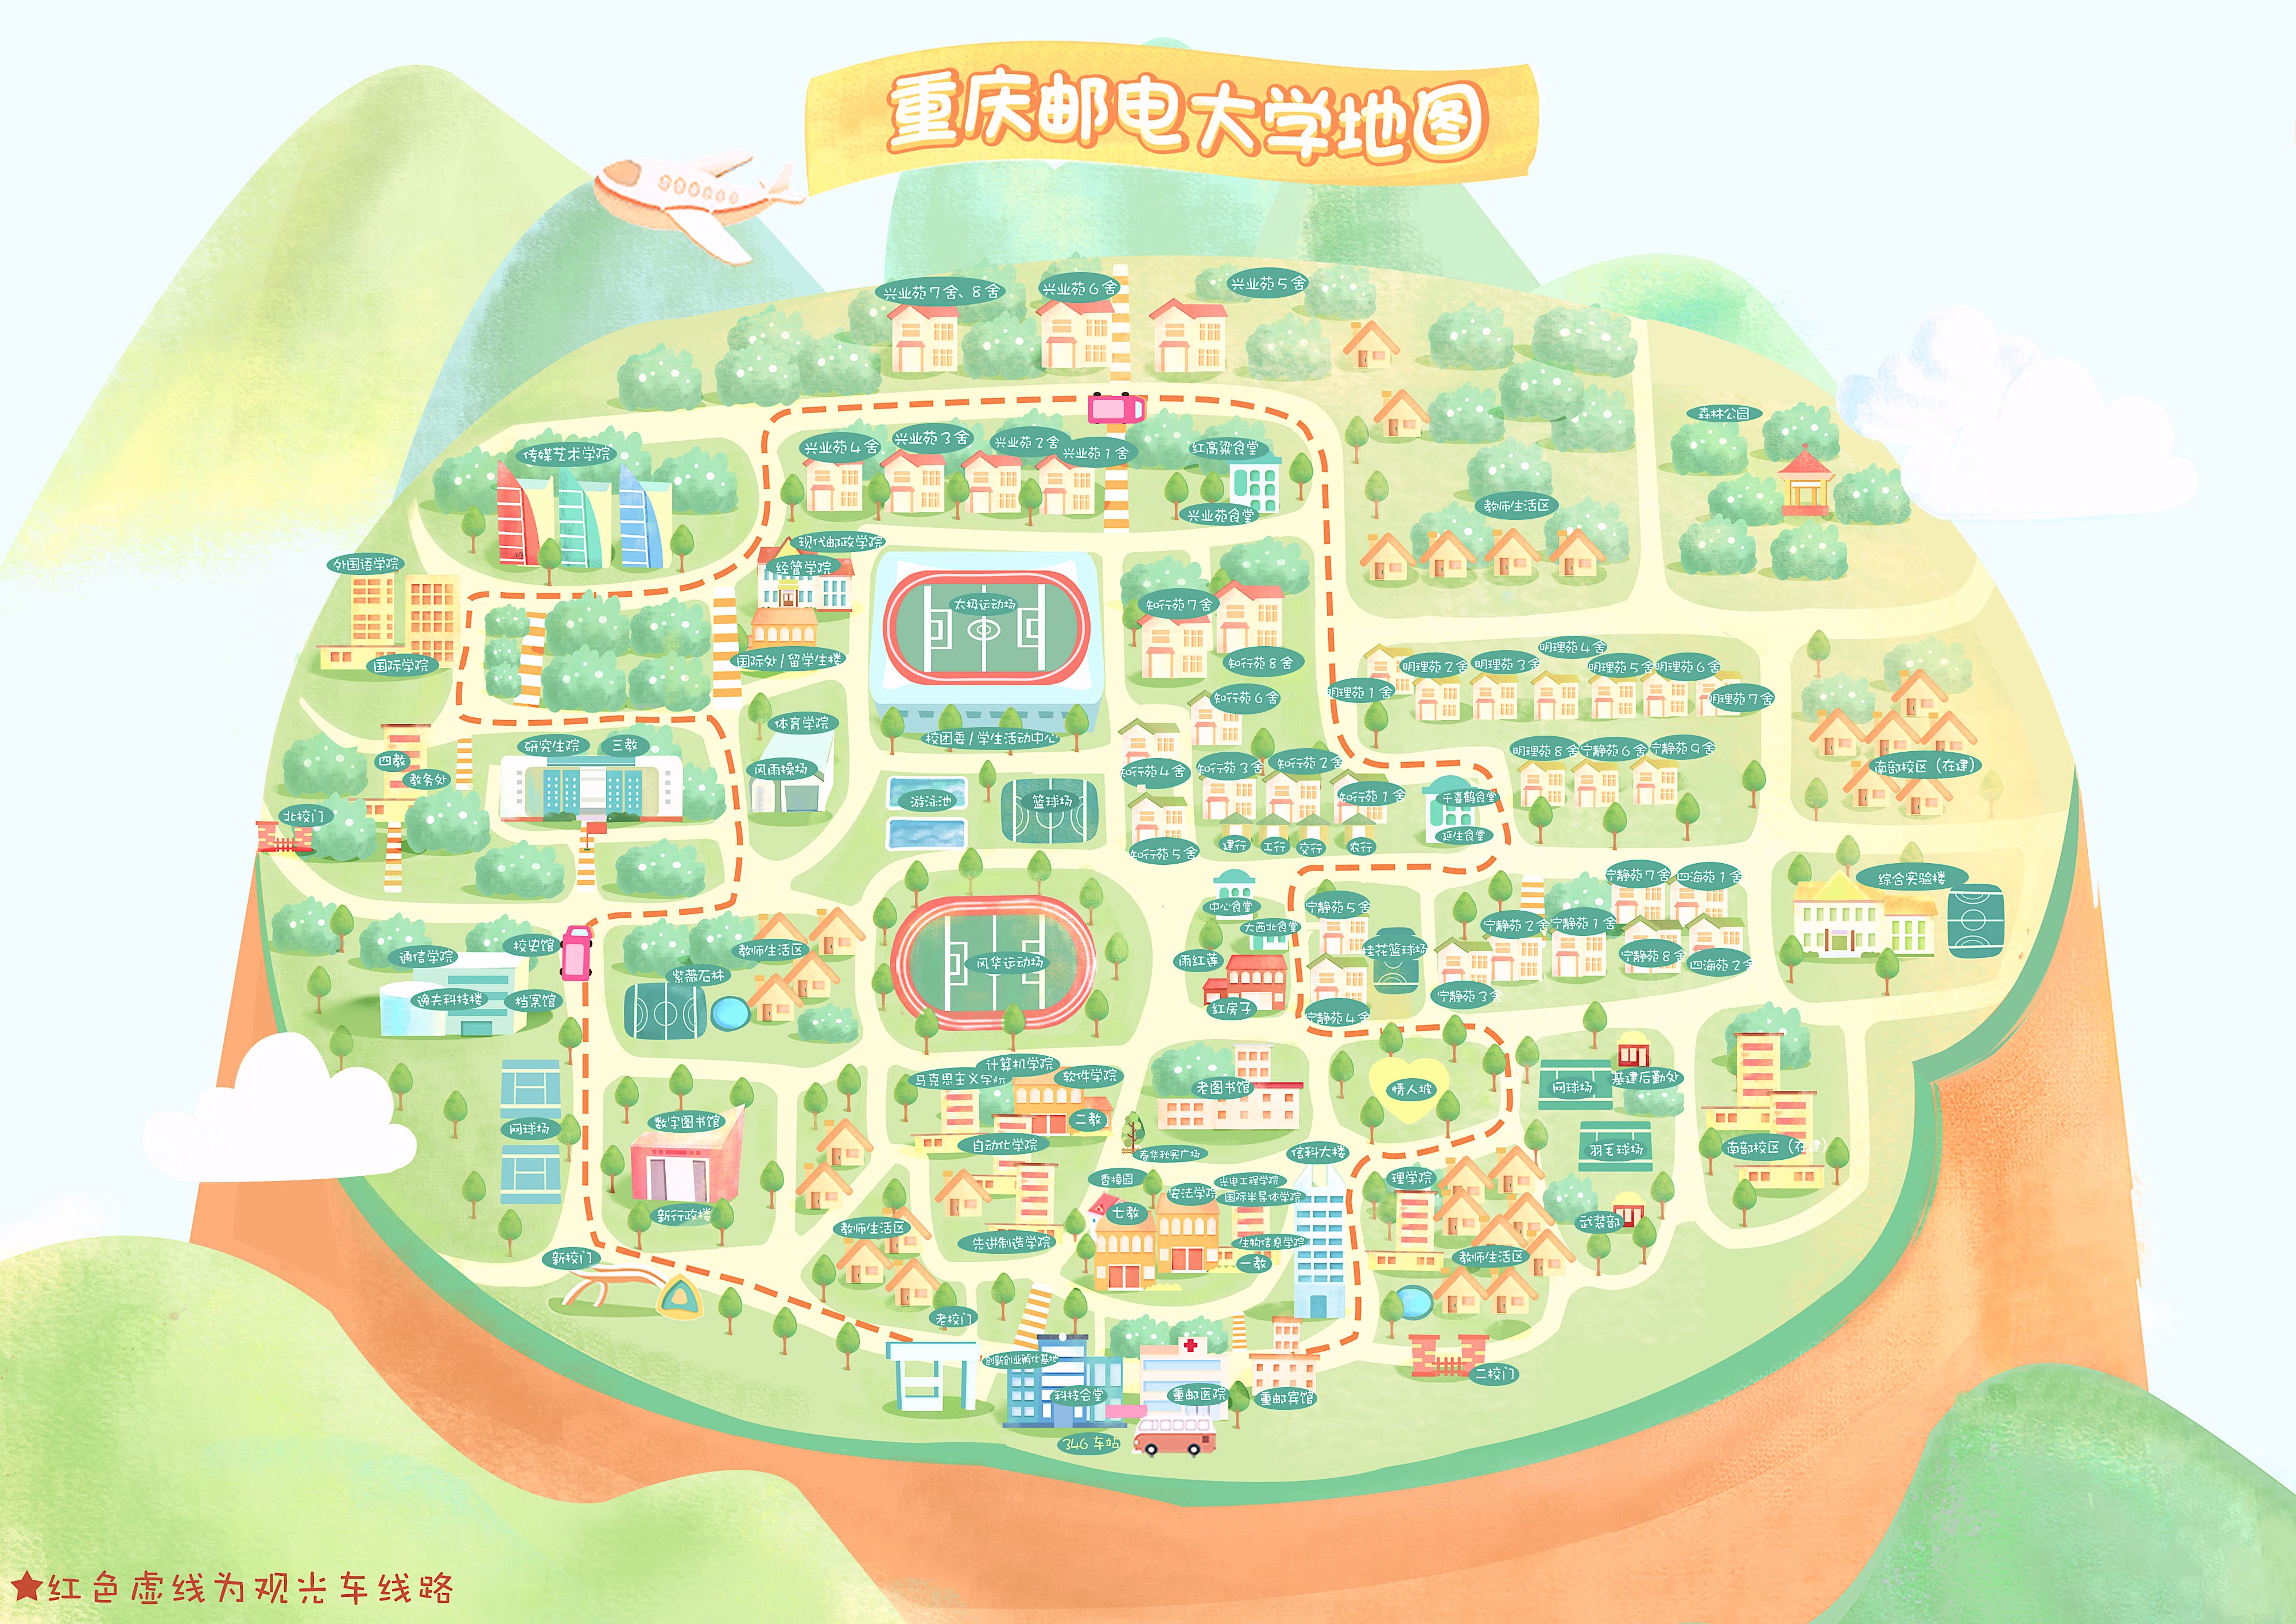 重庆邮电大学地图
兴业苑7舍、8舍
兴业苑6舍
兴业苑5舍
森林公园
传媒艺术学院
兴业苑4舍
兴业苑3舍
兴业苑2舍
兴业苑1舍
红高粱食堂
兴业苑食堂
教师生活区
现代邮政学院
经管学院
外国语学院
国际学院
国际处/留学生楼
太极运动场
知行苑7舍
知行苑8舍
知行苑6舍
明理苑1舍
明理苑2舍
明理苑3舍
明理苑4舍
明理苑5舍
明理苑6舍
明理苑7舍
体育学院
风雨操场
校团委/学生活动中心
研究生院
三教
四教
教务处
北校门
游泳池
篮球场
知行苑4舍
知行苑3舍
知行苑2舍
知行苑1舍
知行苑5舍
建行
工行
交行
农行
千喜鹤食堂
延生食堂
明理苑8舍
宁静苑6舍
宁静苑9舍
南部校区（在建）
综合实验楼
中心食堂
大西北食堂
宁静苑5舍
桂花篮球场
宁静苑4舍
宁静苑7舍
四海苑1舍
宁静苑2舍
宁静苑1舍
宁静苑8舍
四海苑2舍
宁静苑3舍
雨红莲
红房子
校史馆
通信学院
逸夫科技楼
档案馆
教师生活区
紫薇石林
风华运动场
计算机学院
马克思主义学院
软件学院
二教
自动化学院
老图书馆
情人坡
网球场
基建后勤处
羽毛球场
南部校区（在建）
网球场
数字图书馆
新行政楼
春华秋实广场
信科大楼
香樟园
七教
安法学院
光电工程学院
国际半导体学院
生物信息学院
一教
理学院
武装部
教师生活区
教师生活区
先进制造学院
新校门
老校门
创新创业孵化基地
科技会堂
重邮医院
重邮宾馆
二校门
346车站
★红色虚线为观光车线路